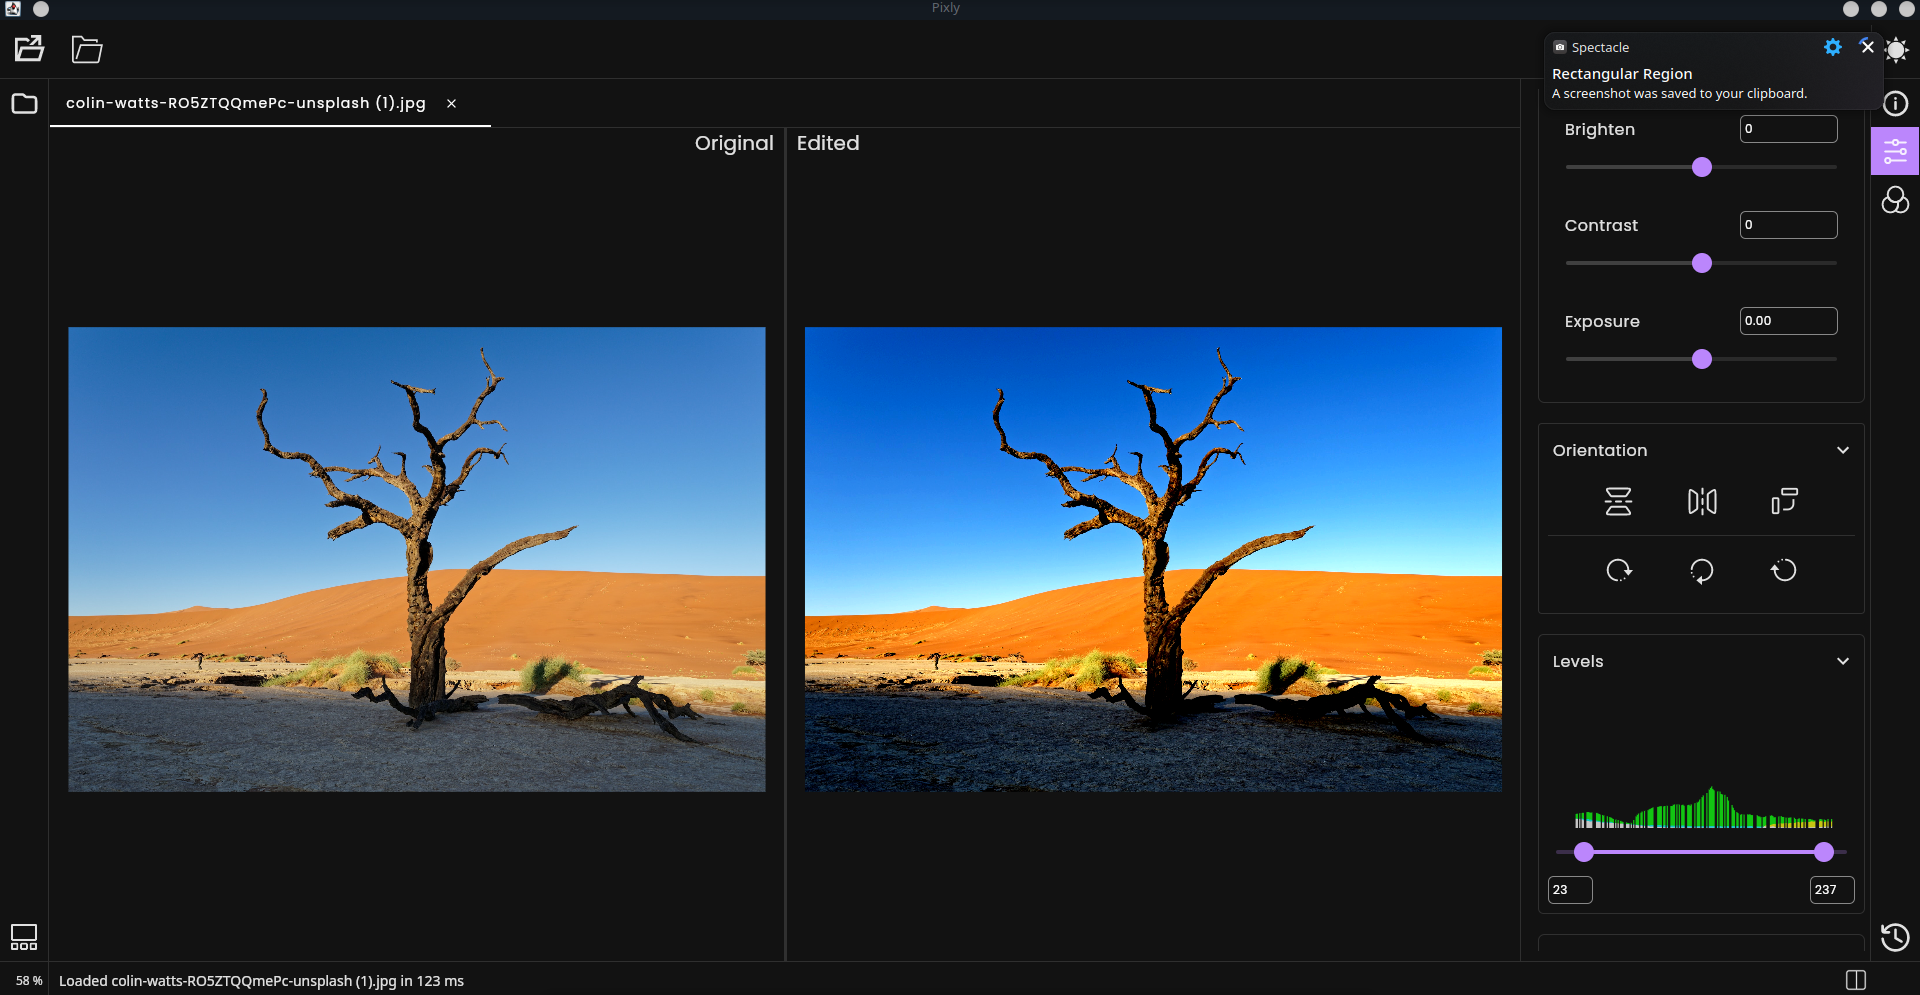 Pixly
Spectacle
Rectangular Region
A screenshot was saved to your clipboard.
colin-watts-RO5ZTQQmePc-unsplash (1).jpg
Original
Edited
Brighten
0
Contrast
0
Exposure
0.00
Orientation
Levels
23
237
58 %
Loaded colin-watts-RO5ZTQQmePc-unsplash (1).jpg in 123 ms